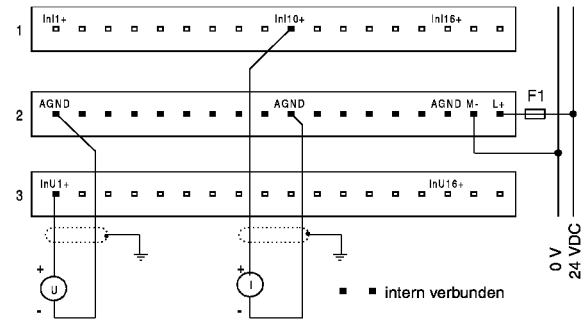 1 InI1+ InI10+ InI16+
2 AGND AGND AGND M- L+ F1
3 InU1+ InU16+
0 V
24 VDC
+ +
U I
- -
intern verbunden